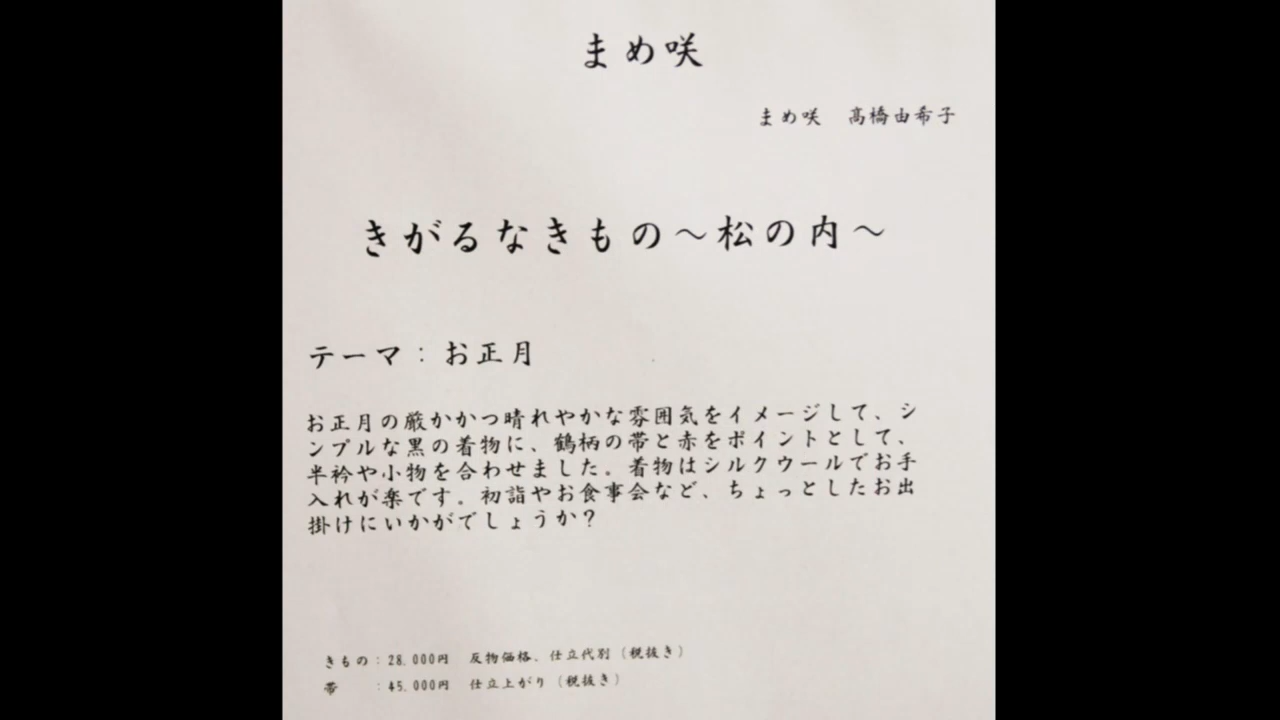 まめ咲
まめ咲　高橋由希子
きがるなきもの～松の内～
テーマ：お正月
お正月の厳かかつ晴れやかな雰囲気をイメージして、シ
ンプルな黒の着物に、鶴柄の帯と赤をポイントとして、
半衿や小物を合わせました。着物はシルクウールでお手
入れが楽です。初詣やお食事会など、ちょっとしたお出
掛けにいかがでしょうか？
きもの：28.000円　反物価格、仕立代別（税抜き）
帯　　：45.000円　仕立上がり（税抜き）